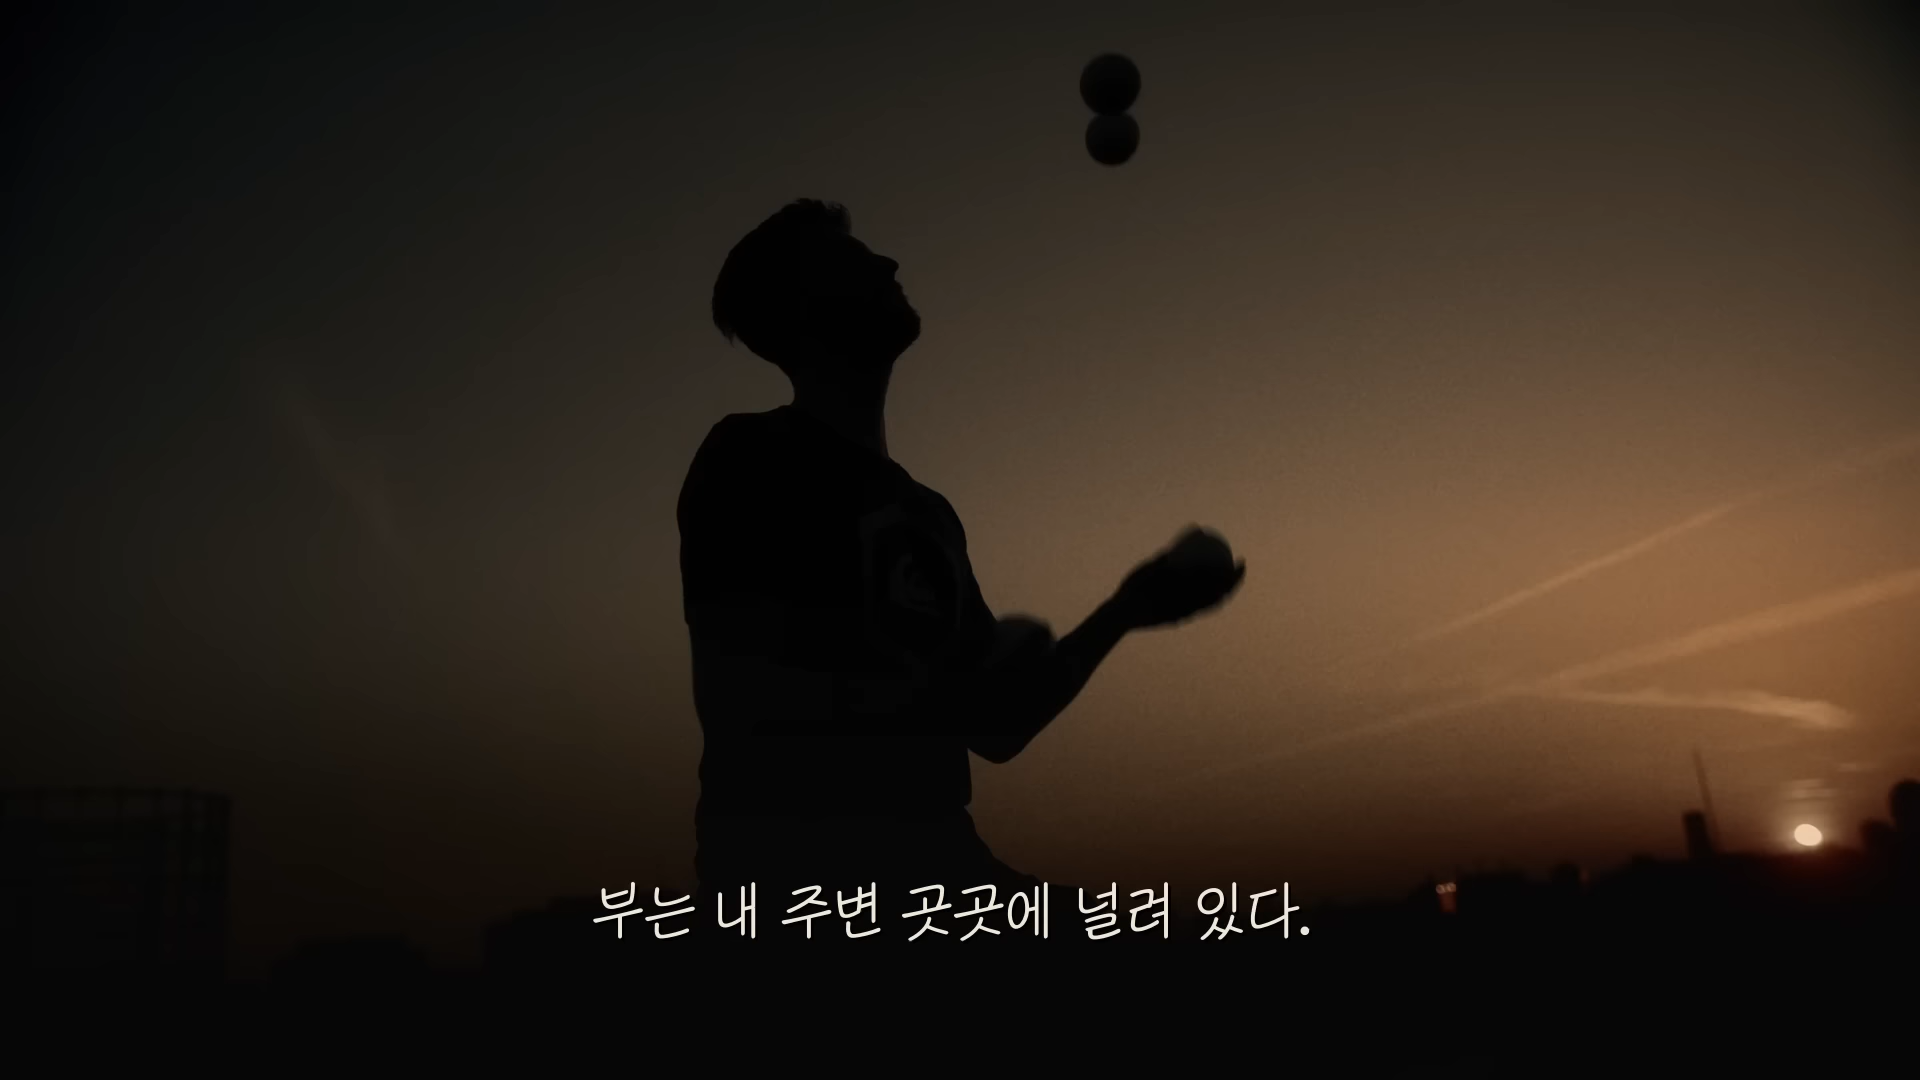 부는 내 주변 곳곳에 널려 있다.